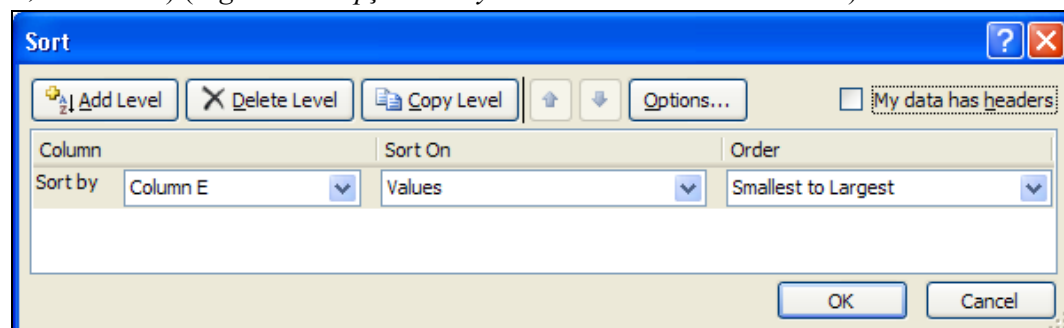 Sort
Add Level Delete Level Copy Level Options... My data has headers
Column Sort On Order
Sort by Column E Values Smallest to Largest
OK Cancel